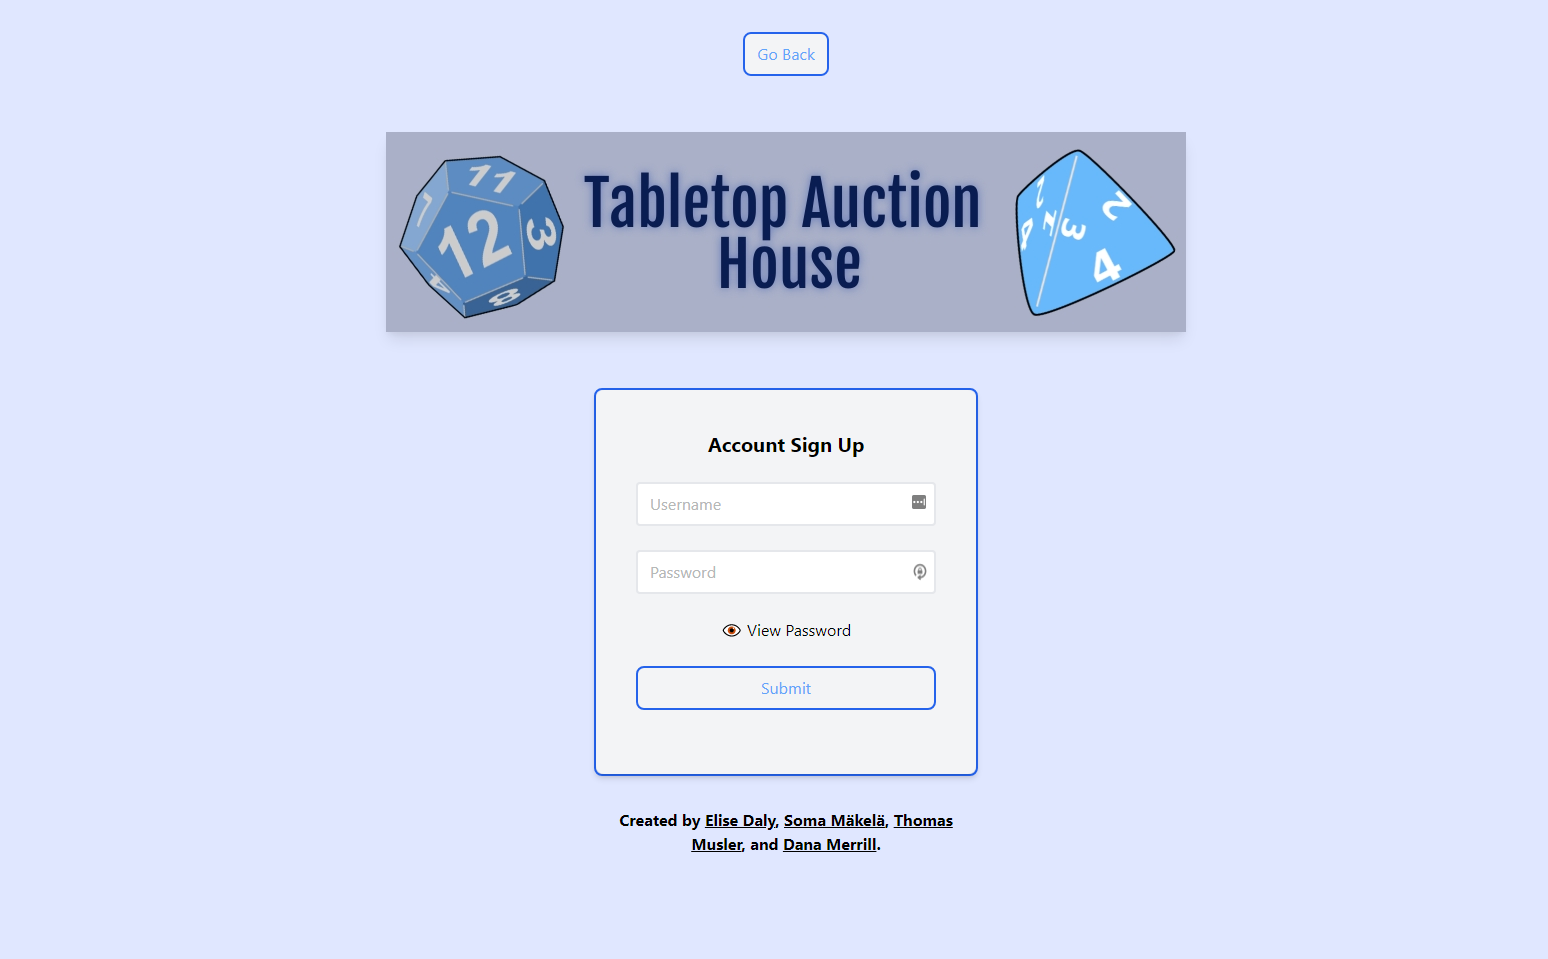 Go Back
Tabletop Auction
House
7
11
12
3
4
8
2
4
1
3
2
4
Account Sign Up
Username
Password
View Password
Submit
Created by Elise Daly, Soma Mäkelä, Thomas
Musler, and Dana Merrill.